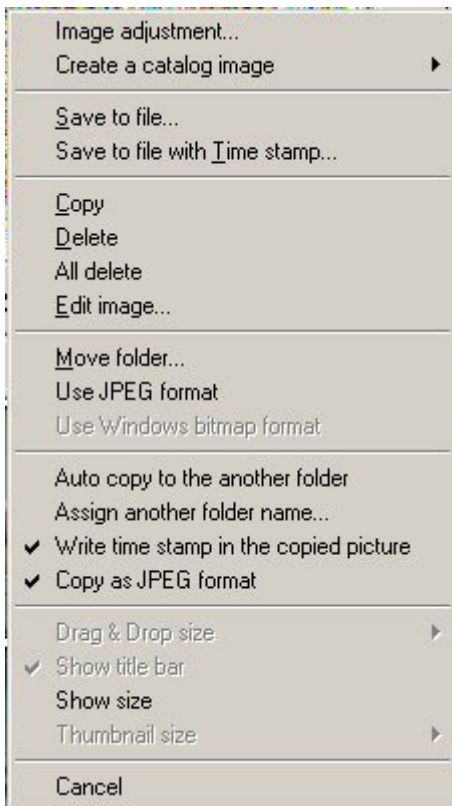 Image adjustment...
Create a catalog image
Save to file...
Save to file with Time stamp...
Copy
Delete
All delete
Edit image...
Move folder...
Use JPEG format
Use Windows bitmap format
Auto copy to the another folder
Assign another folder name...
Write time stamp in the copied picture
Copy as JPEG format
Drag & Drop size
Show title bar
Show size
Thumbnail size
Cancel